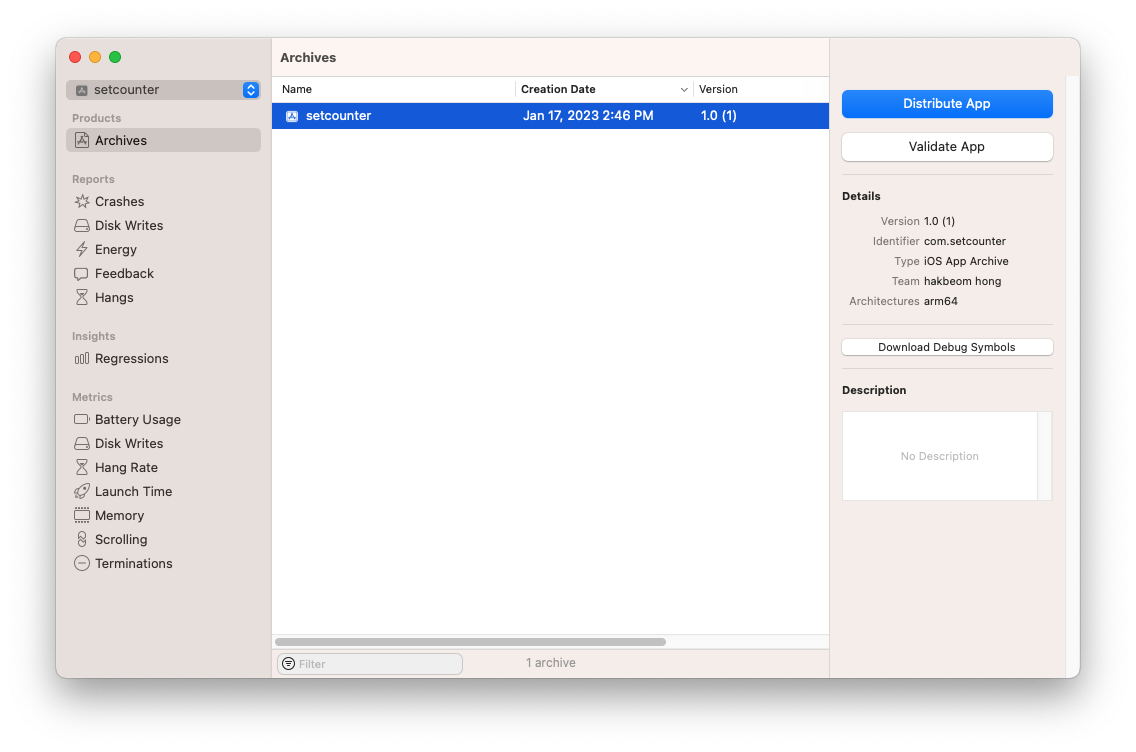 setcounter
Products
Archives
Reports
Crashes
Disk Writes
Energy
Feedback
Hangs
Insights
Regressions
Metrics
Battery Usage
Disk Writes
Hang Rate
Launch Time
Memory
Scrolling
Terminations
Archives
Name Creation Date Version
setcounter Jan 17, 2023 2:46 PM 1.0 (1)
Filter 1 archive
Distribute App
Validate App
Details
Version 1.0 (1)
Identifier com.setcounter
Type iOS App Archive
Team hakbeom hong
Architectures arm64
Download Debug Symbols
Description
No Description